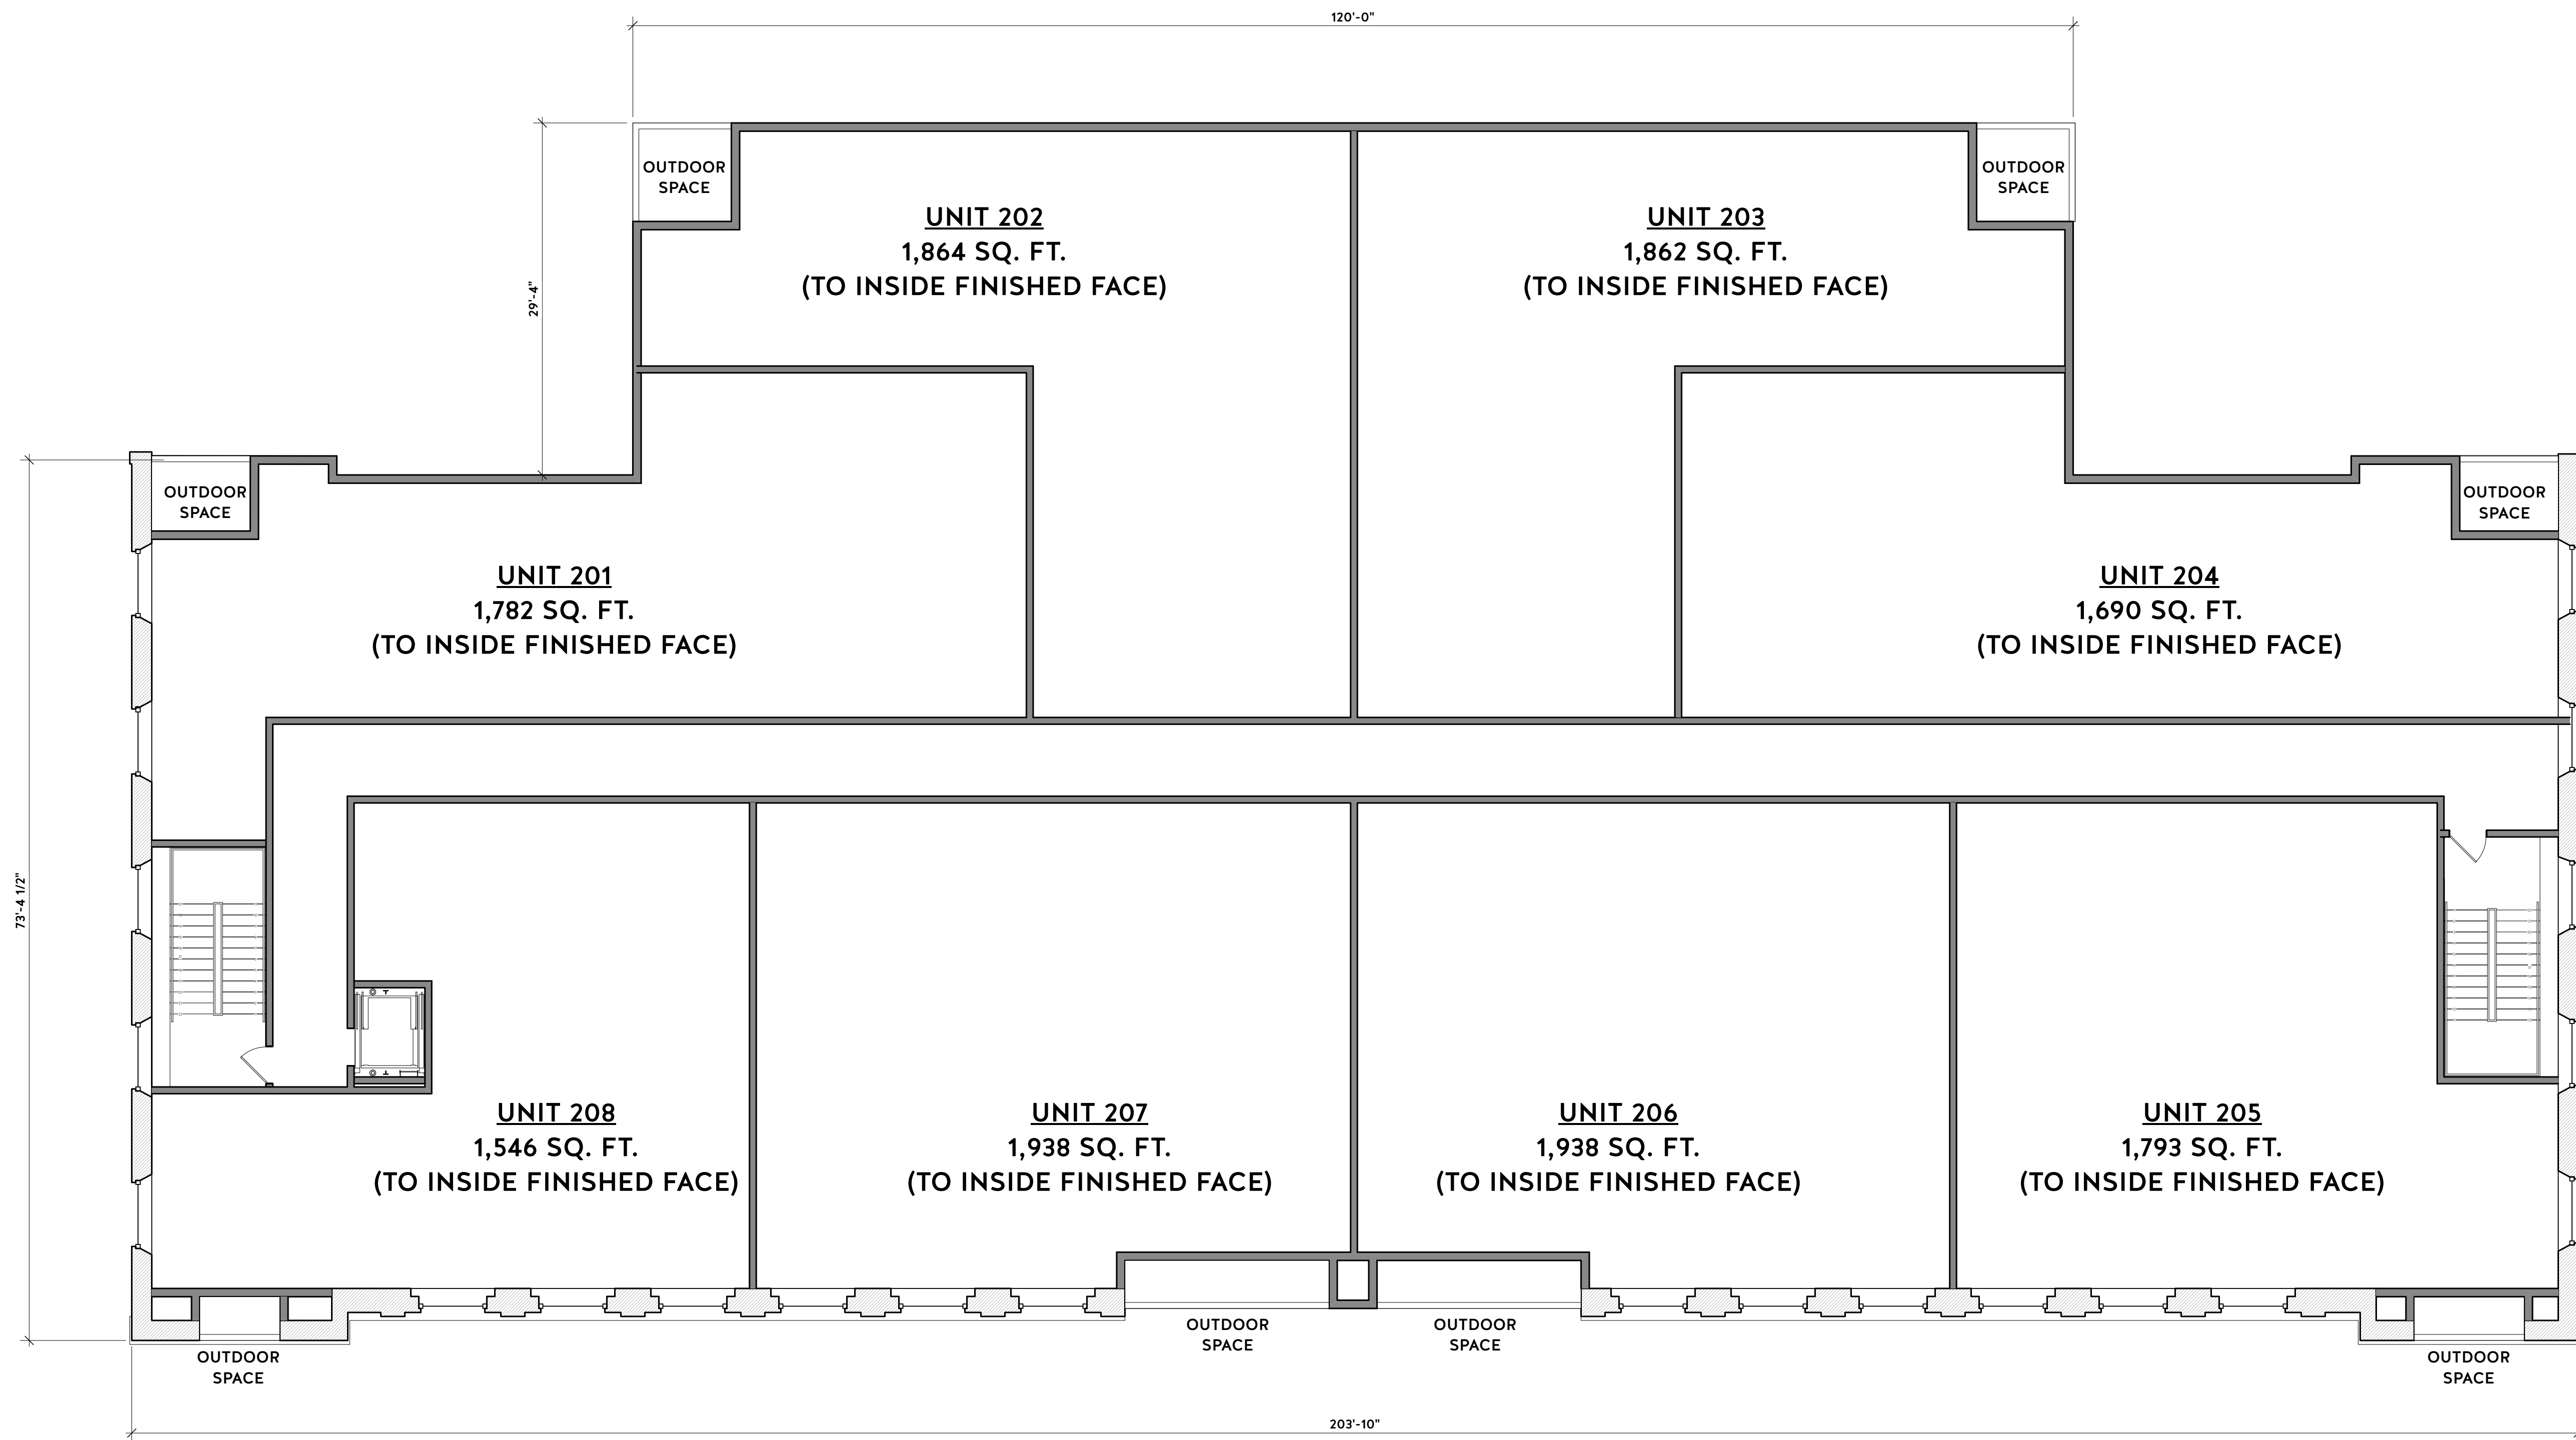 120'-0"
OUTDOOR
SPACE
OUTDOOR
SPACE
UNIT 202
1,864 SQ. FT.
(TO INSIDE FINISHED FACE)
UNIT 203
1,862 SQ. FT.
(TO INSIDE FINISHED FACE)
29'-4"
OUTDOOR
SPACE
OUTDOOR
SPACE
UNIT 201
1,782 SQ. FT.
(TO INSIDE FINISHED FACE)
UNIT 204
1,690 SQ. FT.
(TO INSIDE FINISHED FACE)
73'-4 1/2"
UNIT 208
1,546 SQ. FT.
(TO INSIDE FINISHED FACE)
UNIT 207
1,938 SQ. FT.
(TO INSIDE FINISHED FACE)
UNIT 206
1,938 SQ. FT.
(TO INSIDE FINISHED FACE)
UNIT 205
1,793 SQ. FT.
(TO INSIDE FINISHED FACE)
OUTDOOR
SPACE
OUTDOOR
SPACE
OUTDOOR
SPACE
OUTDOOR
SPACE
203'-10"